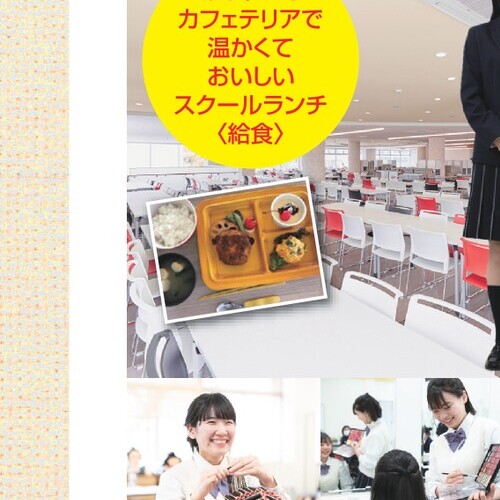 カフェテリアで
温かくて
おいしい
スクールランチ
〈給食〉